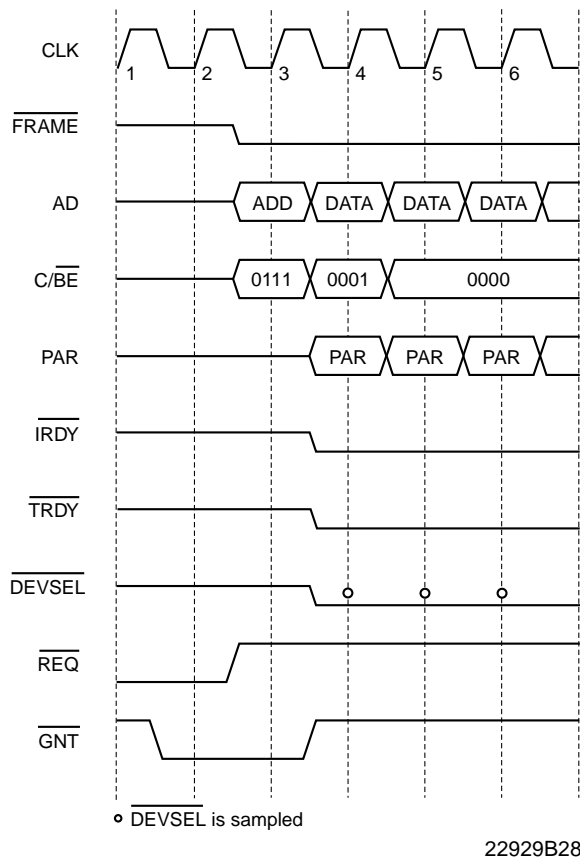 CLK
1 2 3 4 5 6
FRAME
AD ADD DATA DATA DATA
C/BE 0111 0001 0000
PAR PAR PAR PAR
IRDY
TRDY
DEVSEL
REQ
GNT
DEVSEL is sampled
22929B28